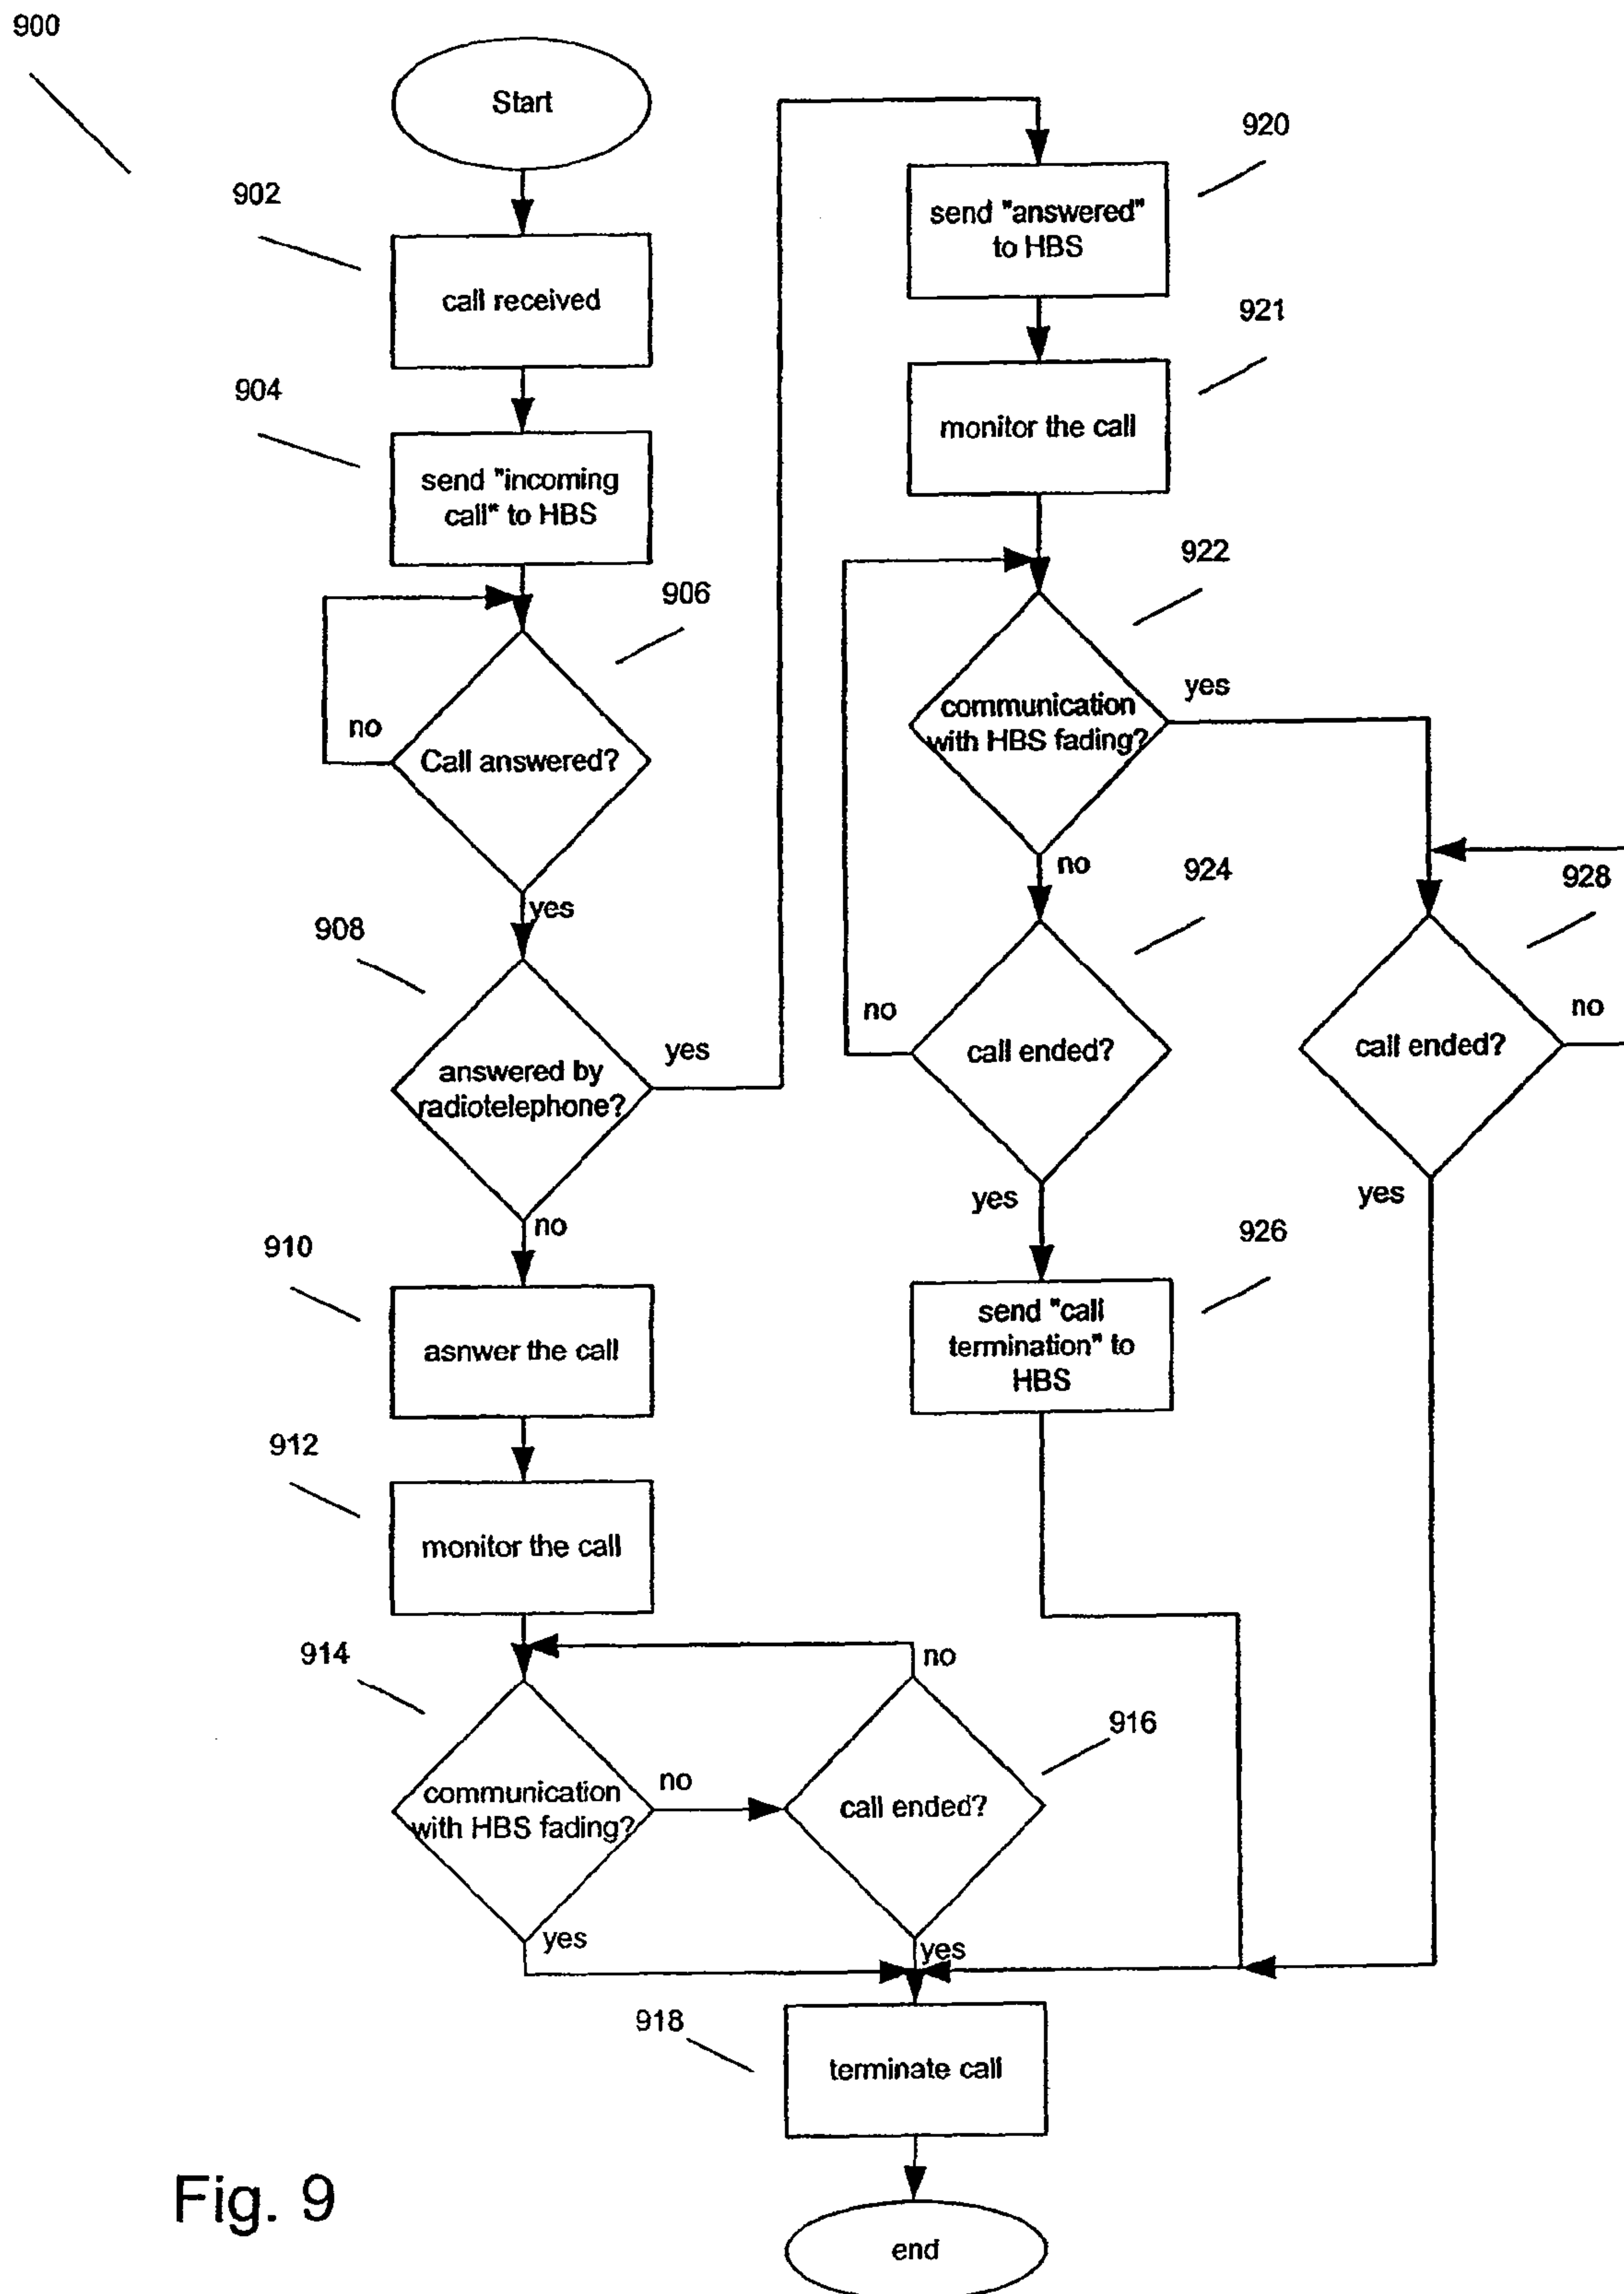 900
Start
902
call received
904
send "incoming
call" to HBS
906
no
Call answered?
yes
908
answered by
radiotelephone?
yes
no
910
asnwer the call
912
monitor the call
914
communication
with HBS fading?
no
yes
916
no
call ended?
yes
918
terminate call
end
920
send "answered"
to HBS
921
monitor the call
922
communication
with HBS fading?
yes
no
924
no
call ended?
yes
926
send "call
termination" to
HBS
928
call ended?
no
yes
Fig. 9